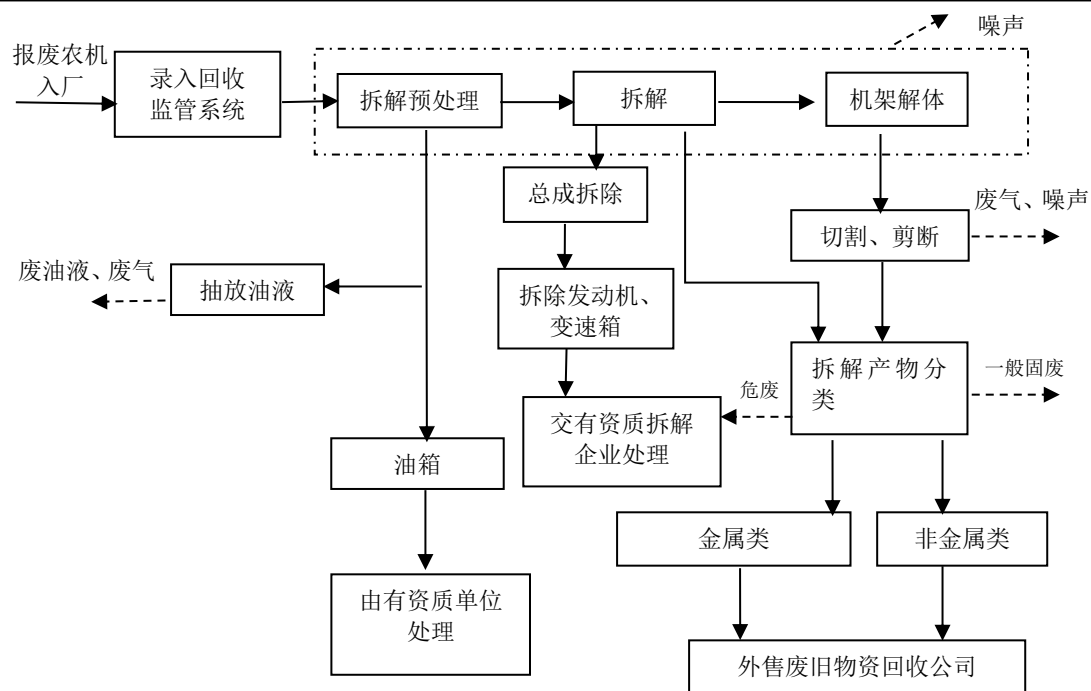 噪声
报废农机
入厂
录入回收
监管系统
拆解预处理
拆解
机架解体
总成拆除
废气、噪声
切割、剪断
废油液、废气
抽放油液
拆除发动机、
变速箱
拆解产物分
类
一般固废
危废
交有资质拆解
企业处理
油箱
金属类
非金属类
由有资质单位
处理
外售废旧物资回收公司